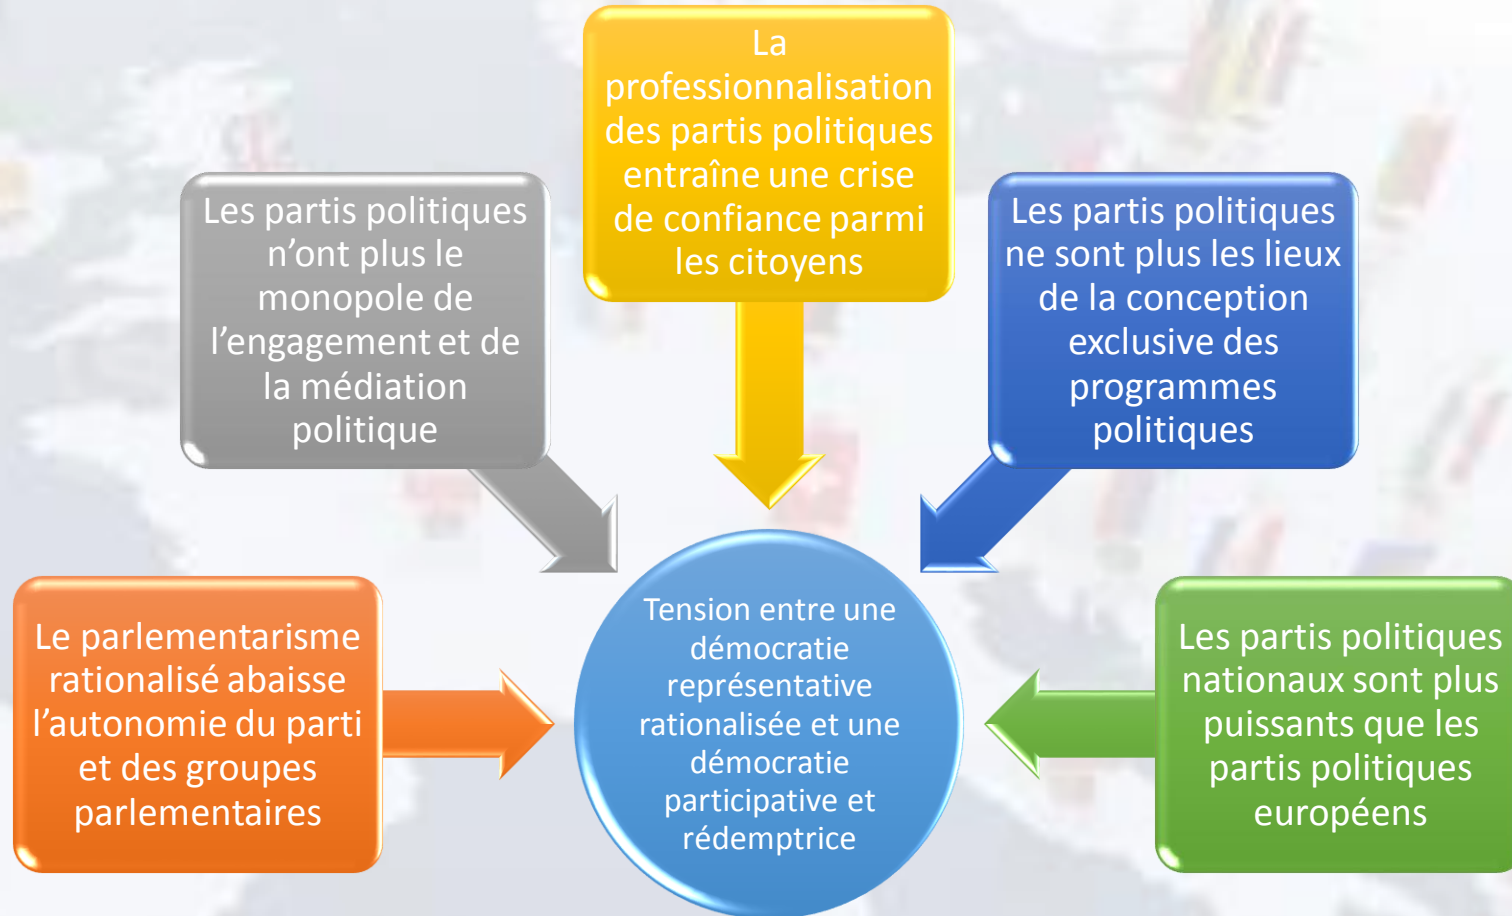 La
professionnalisation
des partis politiques
entraîne une crise
de confiance parmi
les citoyens
Les partis politiques
n’ont plus le
monopole de
l’engagement et de
la médiation
politique
Les partis politiques
ne sont plus les lieux
de la conception
exclusive des
programmes
politiques
Le parlementarisme
rationalisé abaisse
l’autonomie du parti
et des groupes
parlementaires
Tension entre une
démocratie
représentative
rationalisée et une
démocratie
participative et
rédemptrice
Les partis politiques
nationaux sont plus
puissants que les
partis politiques
européens